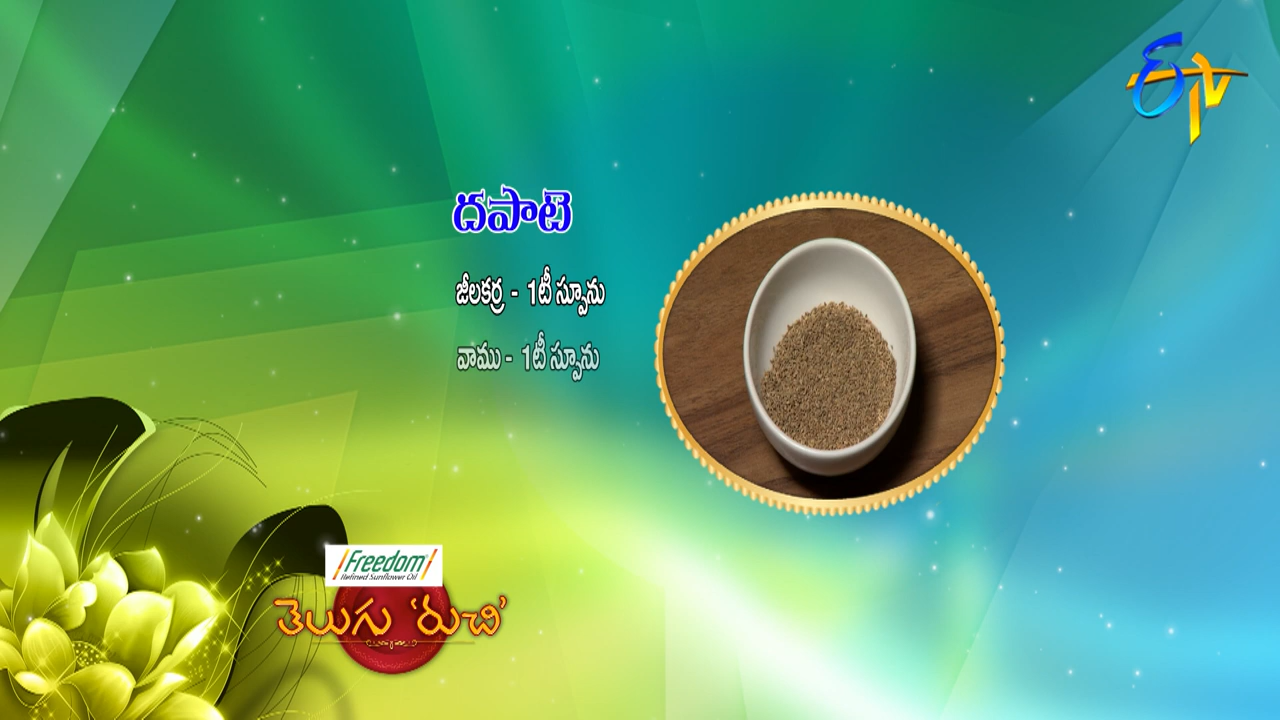 ETV
దపాటె
జీలకర్ర - 1టీ స్పూను
వాము - 1టీ స్పూను
Freedom
Refined Sunflower Oil
తెలుగు 'రుచి'